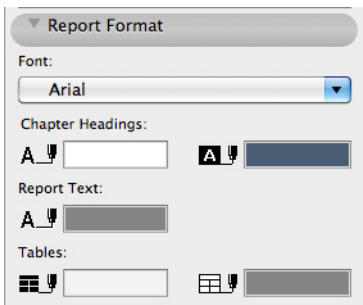 Report Format
Font:
Arial
Chapter Headings:
A A
Report Text:
A
Tables: